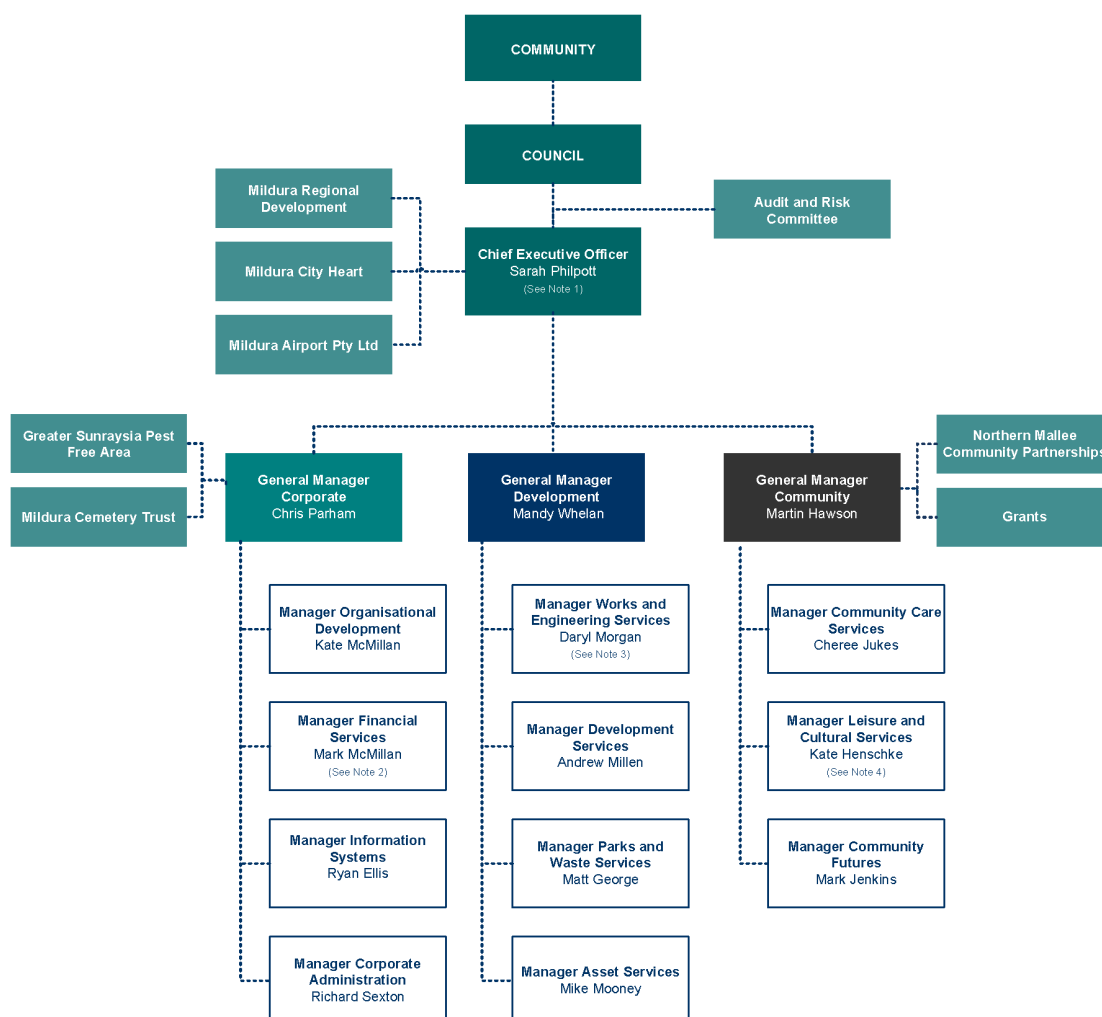 COMMUNITY
COUNCIL
Mildura Regional
Development
Audit and Risk
Committee
Chief Executive Officer
Sarah Philpott
(See Note 1)
Mildura City Heart
Mildura Airport Pty Ltd
Greater Sunraysia Pest
Free Area
Mildura Cemetery Trust
General Manager
Corporate
Chris Parham
General Manager
Development
Mandy Whelan
General Manager
Community
Martin Hawson
Northern Mallee
Community Partnerships
Grants
Manager Organisational
Development
Kate McMillan
Manager Works and
Engineering Services
Daryl Morgan
(See Note 3)
Manager Community Care
Services
Cheree Jukes
Manager Financial
Services
Mark McMillan
(See Note 2)
Manager Development
Services
Andrew Millen
Manager Leisure and
Cultural Services
Kate Henschke
(See Note 4)
Manager Information
Systems
Ryan Ellis
Manager Parks and
Waste Services
Matt George
Manager Community
Futures
Mark Jenkins
Manager Corporate
Administration
Richard Sexton
Manager Asset Services
Mike Mooney